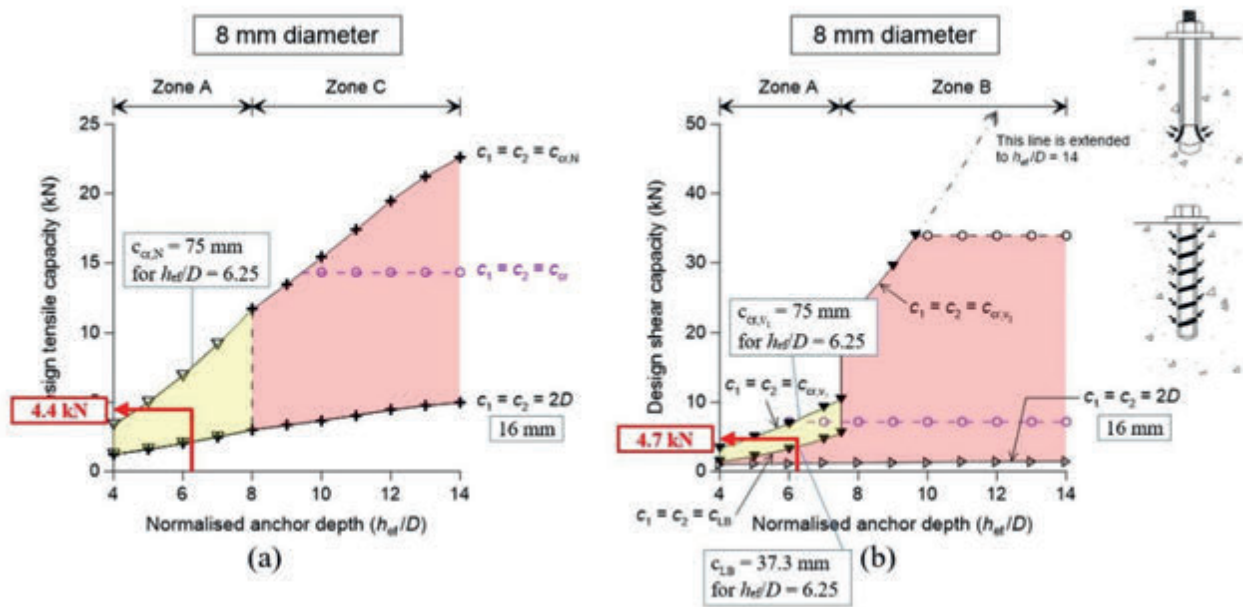 8 mm diameter
Zone A
Zone C
25
20
15
10
0
4
6
8
10
12
14
esign tensile capacity (kN)
Normalised anchor depth (hef/D)
c₁ = c₂ = ccr,N
c₁ = c₂ = ccr
c₁ = c₂ = 2D
16 mm
ccr,N = 75 mm
for hef/D = 6.25
4.4 kN
(a)
8 mm diameter
Zone A
Zone B
50
40
30
20
10
0
4
6
8
10
12
14
Design shear capacity (kN)
Normalised anchor depth (hef/D)
This line is extended
to hef/D = 14
c₁ = c₂ = ccr,V₁
ccr,V₁ = 75 mm
for hef/D = 6.25
c₁ = c₂ = ccr,V₁
c₁ = c₂ = 2D
16 mm
4.7 kN
c₁ = c₂ = cLB
cLB = 37.3 mm
for hef/D = 6.25
(b)